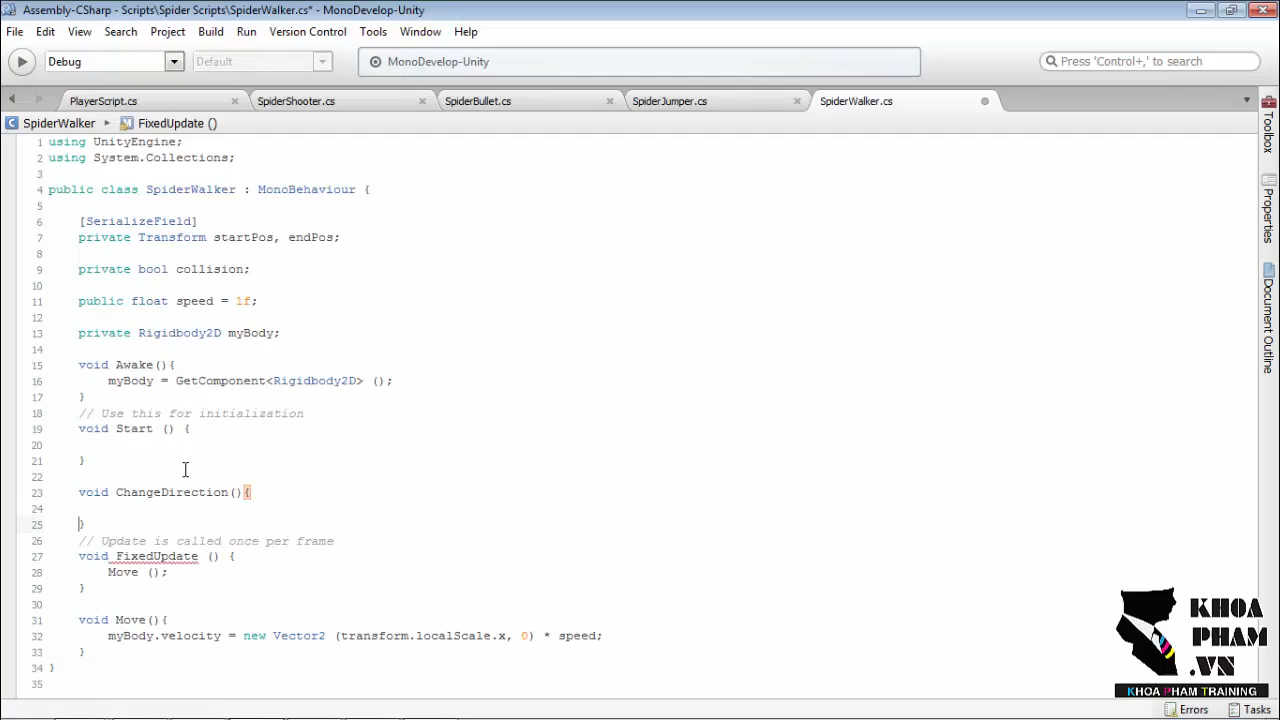 Assembly-CSharp - Scripts\Spider Scripts\SpiderWalker.cs* - MonoDevelop-Unity
File Edit View Search Project Build Run Version Control Tools Window Help
Debug Default MonoDevelop-Unity Press 'Control+,' to search
PlayerScript.cs SpiderShooter.cs SpiderBullet.cs SpiderJumper.cs SpiderWalker.cs
SpiderWalker FixedUpdate ()
1 using UnityEngine;
2 using System.Collections;
3
4 public class SpiderWalker : MonoBehaviour {
5
6 [SerializeField]
7 private Transform startPos, endPos;
8
9 private bool collision;
10
11 public float speed = 1f;
12
13 private Rigidbody2D myBody;
14
15 void Awake(){
16 myBody = GetComponent<Rigidbody2D> ();
17 }
18 // Use this for initialization
19 void Start () {
20
21 }
22
23 void ChangeDirection(){
24
25 }
26 // Update is called once per frame
27 void FixedUpdate () {
28 Move ();
29 }
30
31 void Move(){
32 myBody.velocity = new Vector2 (transform.localScale.x, 0) * speed;
33 }
34 }
35
Toolbox
Properties
Document Outline
KHOA
PHAM
.VN
KHOA PHAM TRAINING
Errors Tasks